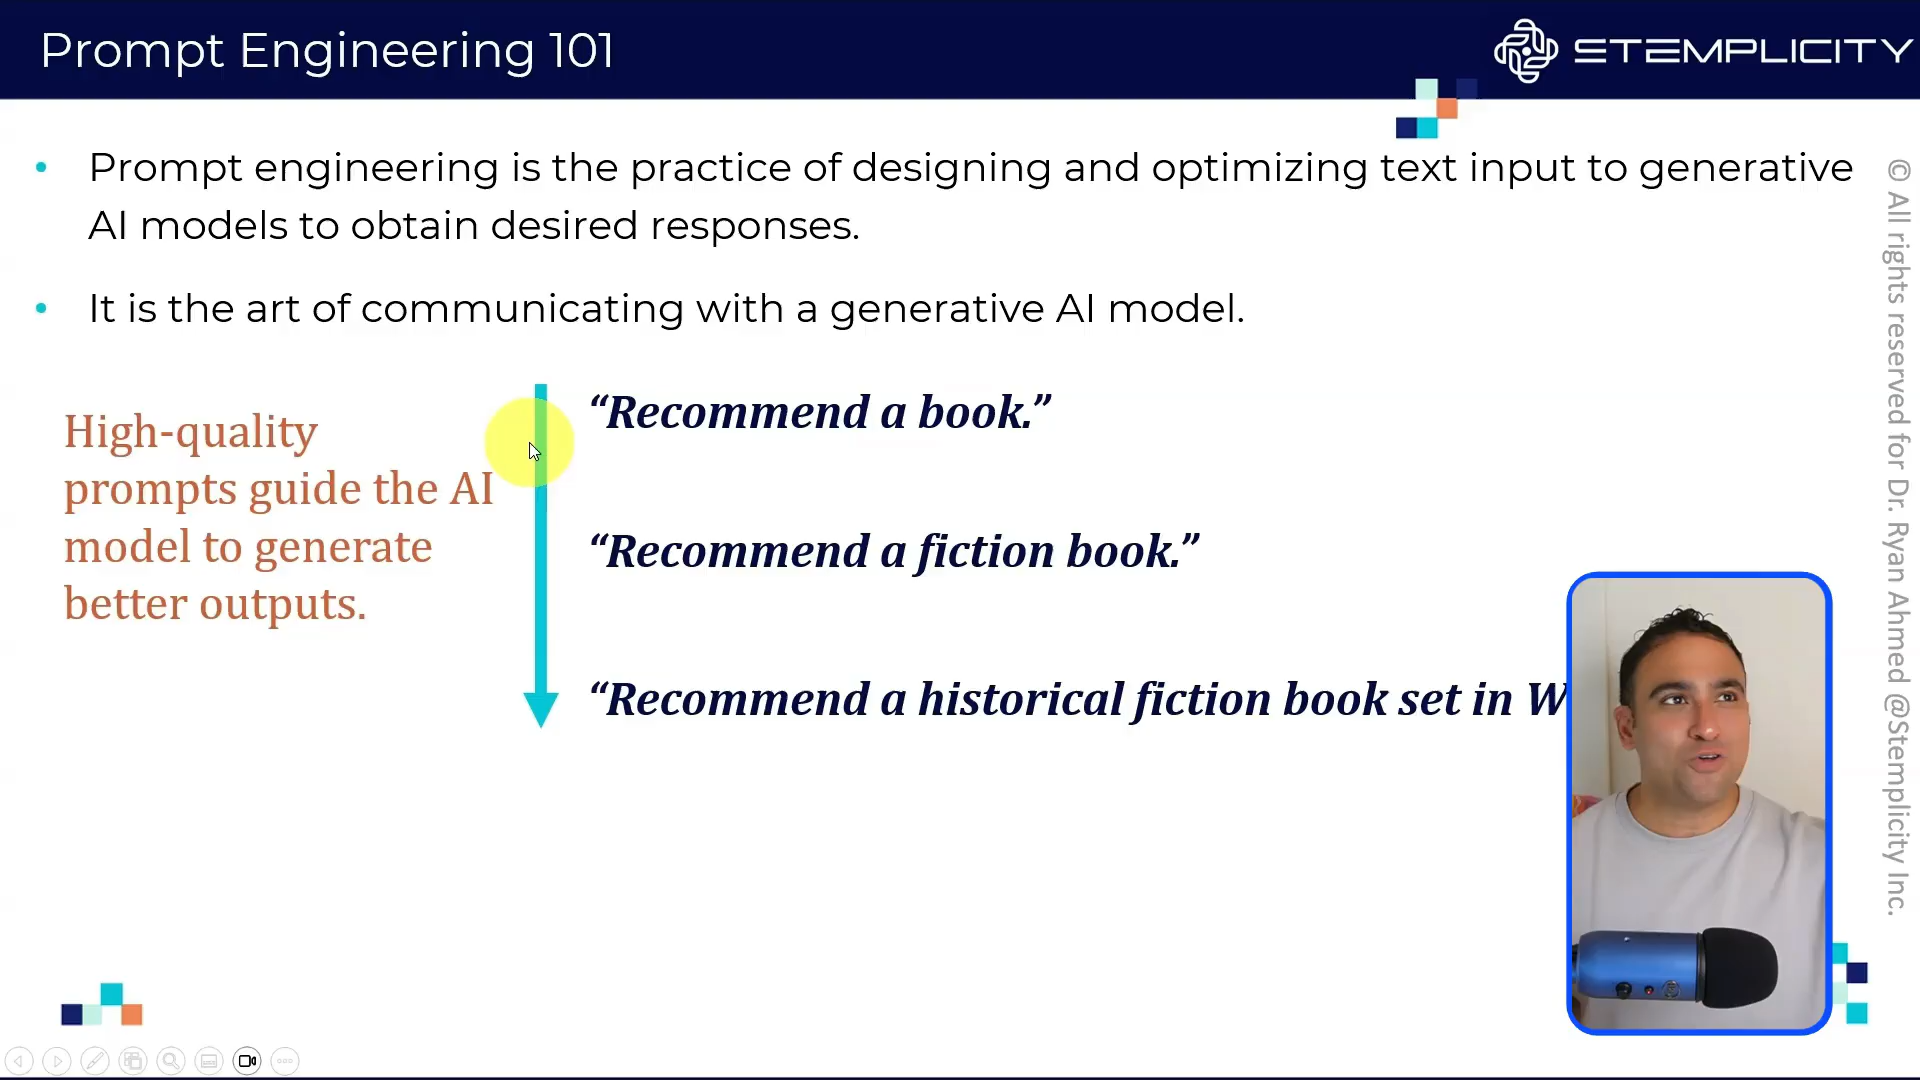 Prompt Engineering 101
STEMPLICITY
• Prompt engineering is the practice of designing and optimizing text input to generative
AI models to obtain desired responses.
• It is the art of communicating with a generative AI model.
High-quality
prompts guide the AI
model to generate
better outputs.
“Recommend a book.”
“Recommend a fiction book.”
“Recommend a historical fiction book set in W
© All rights reserved for Dr. Ryan Ahmed @Stemplicity Inc.